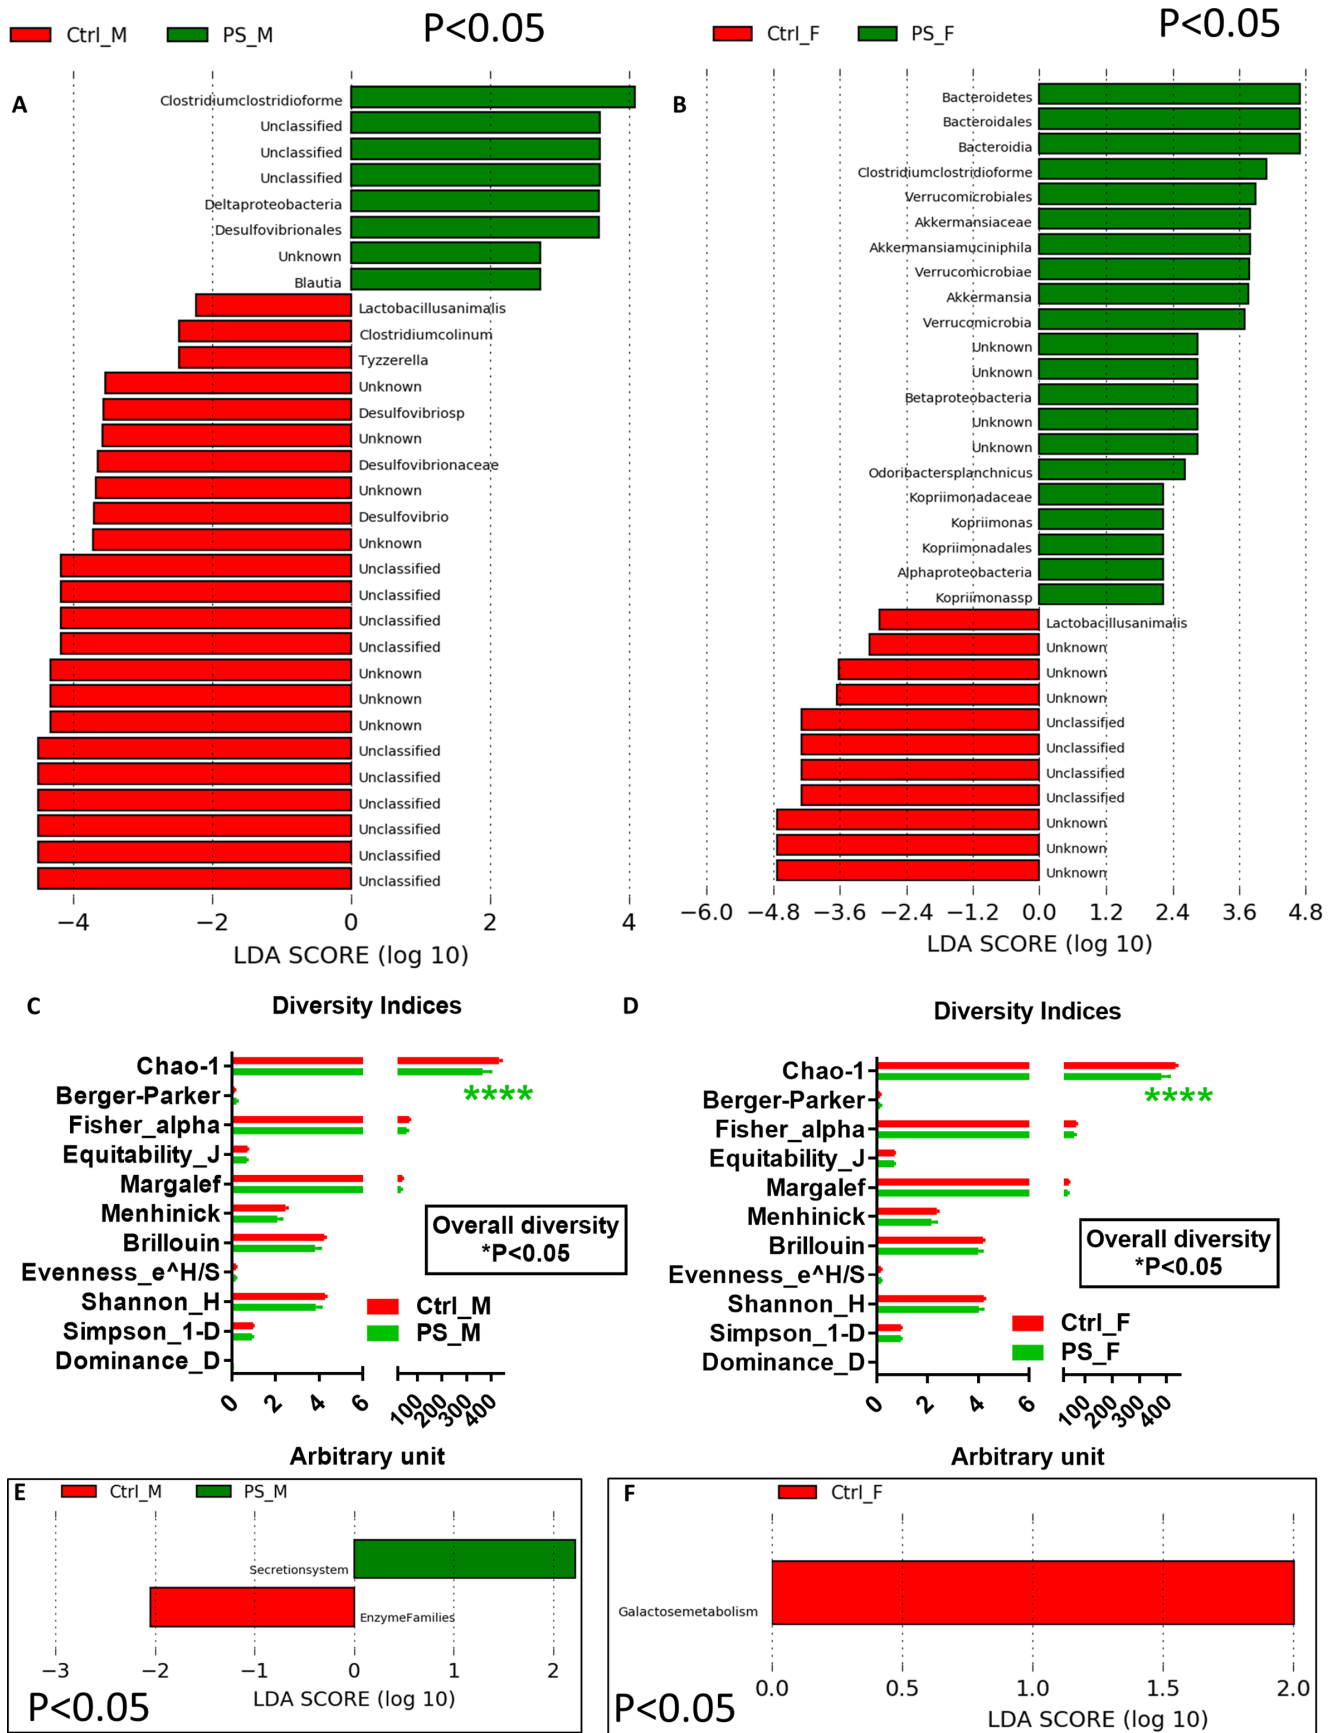 Ctrl_M PS_M P<0.05
A
Clostridiumclostridioforme
Unclassified
Unclassified
Unclassified
Deltaproteobacteria
Desulfovibrionales
Unknown
Blautia
Lactobacillusanimalis
Clostridiumcolinum
Tyzzerella
Unknown
Desulfovibriosp
Unknown
Desulfovibrionaceae
Unknown
Desulfovibrio
Unknown
Unclassified
Unclassified
Unclassified
Unclassified
Unknown
Unknown
Unknown
Unclassified
Unclassified
Unclassified
Unclassified
Unclassified
Unclassified
−4 −2 0 2 4
LDA SCORE (log 10)
Ctrl_F PS_F P<0.05
B
Bacteroidetes
Bacteroidales
Bacteroidia
Clostridiumclostridioforme
Verrucomicrobiales
Akkermansiaceae
Akkermansiamuciniphila
Verrucomicrobiae
Akkermansia
Verrucomicrobia
Unknown
Unknown
Betaproteobacteria
Unknown
Unknown
Odoribactersplanchnicus
Kopriimonadaceae
Kopriimonas
Kopriimonadales
Alphaproteobacteria
Kopriimonassp
Lactobacillusanimalis
Unknown
Unknown
Unknown
Unclassified
Unclassified
Unclassified
Unclassified
Unknown
Unknown
Unknown
−6.0 −4.8 −3.6 −2.4 −1.2 0.0 1.2 2.4 3.6 4.8
LDA SCORE (log 10)
C Diversity Indices
Chao-1
Berger-Parker ****
Fisher_alpha
Equitability_J
Margalef
Menhinick
Brillouin
Evenness_e^H/S
Shannon_H
Simpson_1-D
Dominance_D
Overall diversity
*P<0.05
Ctrl_M
PS_M
0 2 4 6 100 200 300 400
Arbitrary unit
D Diversity Indices
Chao-1
Berger-Parker ****
Fisher_alpha
Equitability_J
Margalef
Menhinick
Brillouin
Evenness_e^H/S
Shannon_H
Simpson_1-D
Dominance_D
Overall diversity
*P<0.05
Ctrl_F
PS_F
0 2 4 6 100 200 300 400
Arbitrary unit
E Ctrl_M PS_M
Secretionsystem
EnzymeFamilies
−3 −2 −1 0 1 2
LDA SCORE (log 10)
P<0.05
F Ctrl_F
Galactosemetabolism
0.0 0.5 1.0 1.5 2.0
LDA SCORE (log 10)
P<0.05